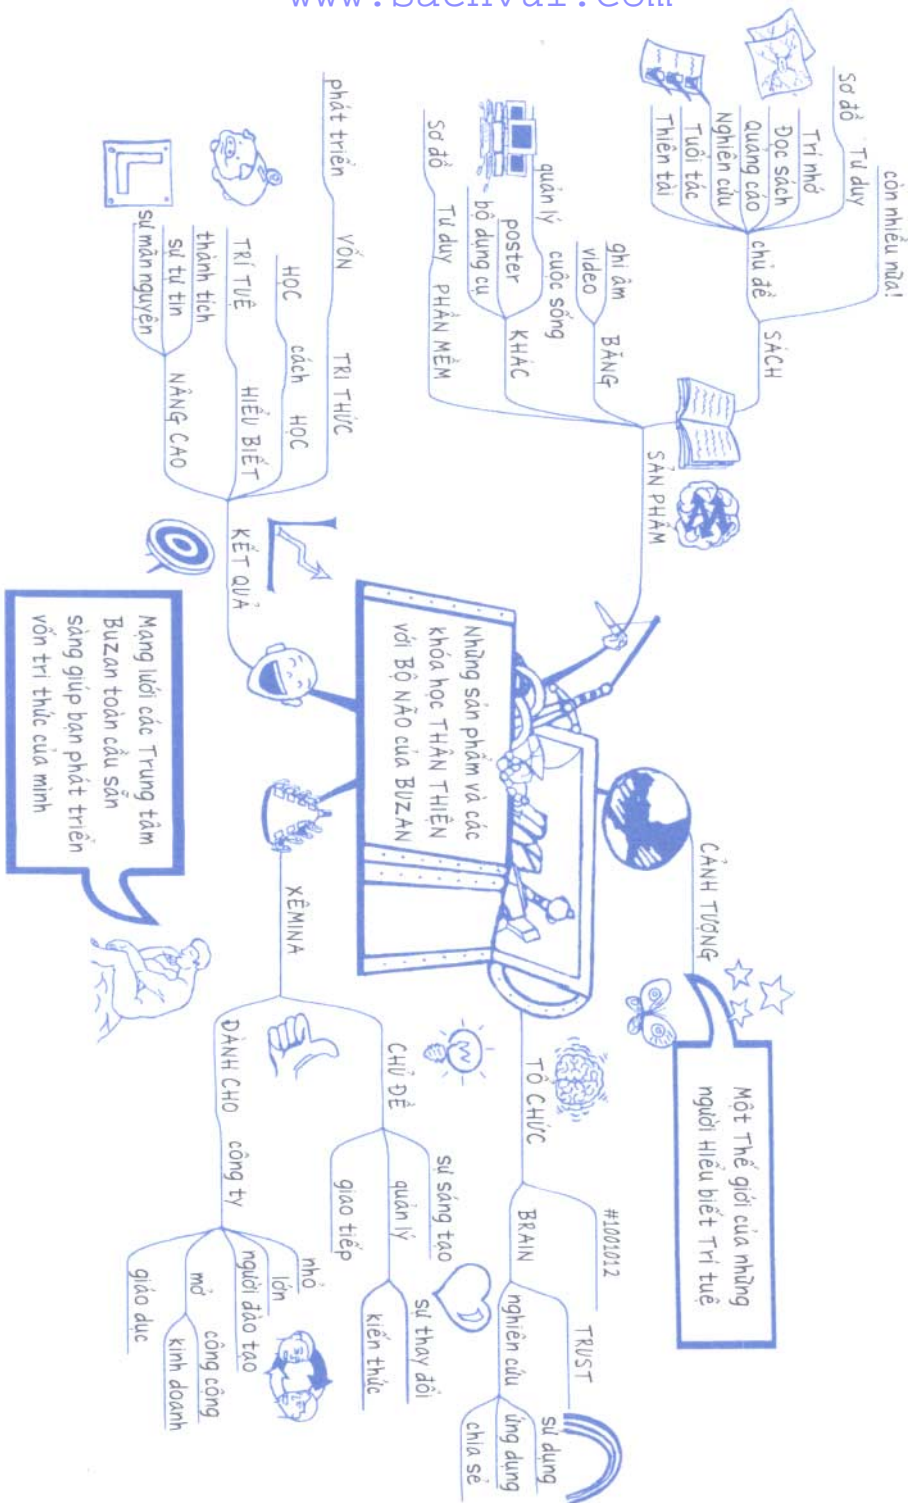 www.sachvui.com
còn nhiều nữa!
Sơ đồ Tư duy
Trí nhớ
Đọc sách
Quảng cáo
Nghiên cứu
Tuổi tác
Thiên tài
chủ đề
SÁCH
ghi âm
video
BĂNG
quản lý cuộc sống
poster
bộ dụng cụ
KHÁC
Sơ đồ Tư duy PHẦN MỀM
SẢN PHẨM
phát triển VỐN TRI THỨC
HỌC cách HỌC
TRÍ TUỆ HIỂU BIẾT
thành tích
sự tự tin
sự mãn nguyện
NÂNG CAO
KẾT QUẢ
Những sản phẩm và các
khóa học THÂN THIỆN
với BỘ NÃO của BUZAN
Mạng lưới các Trung tâm
Buzan toàn cầu sẵn
sàng giúp bạn phát triển
vốn tri thức của mình
CẢNH TƯỢNG
Một Thế giới của những
người Hiểu biết Trí tuệ
TỔ CHỨC
#1001012
BRAIN TRUST
nghiên cứu
sử dụng
ứng dụng
chia sẻ
XÊMINA
CHỦ ĐỀ
sự sáng tạo
quản lý
sự thay đổi
kiến thức
giao tiếp
DÀNH CHO công ty
nhỏ
lớn
người đào tạo
mở
công cộng
kinh doanh
giáo dục